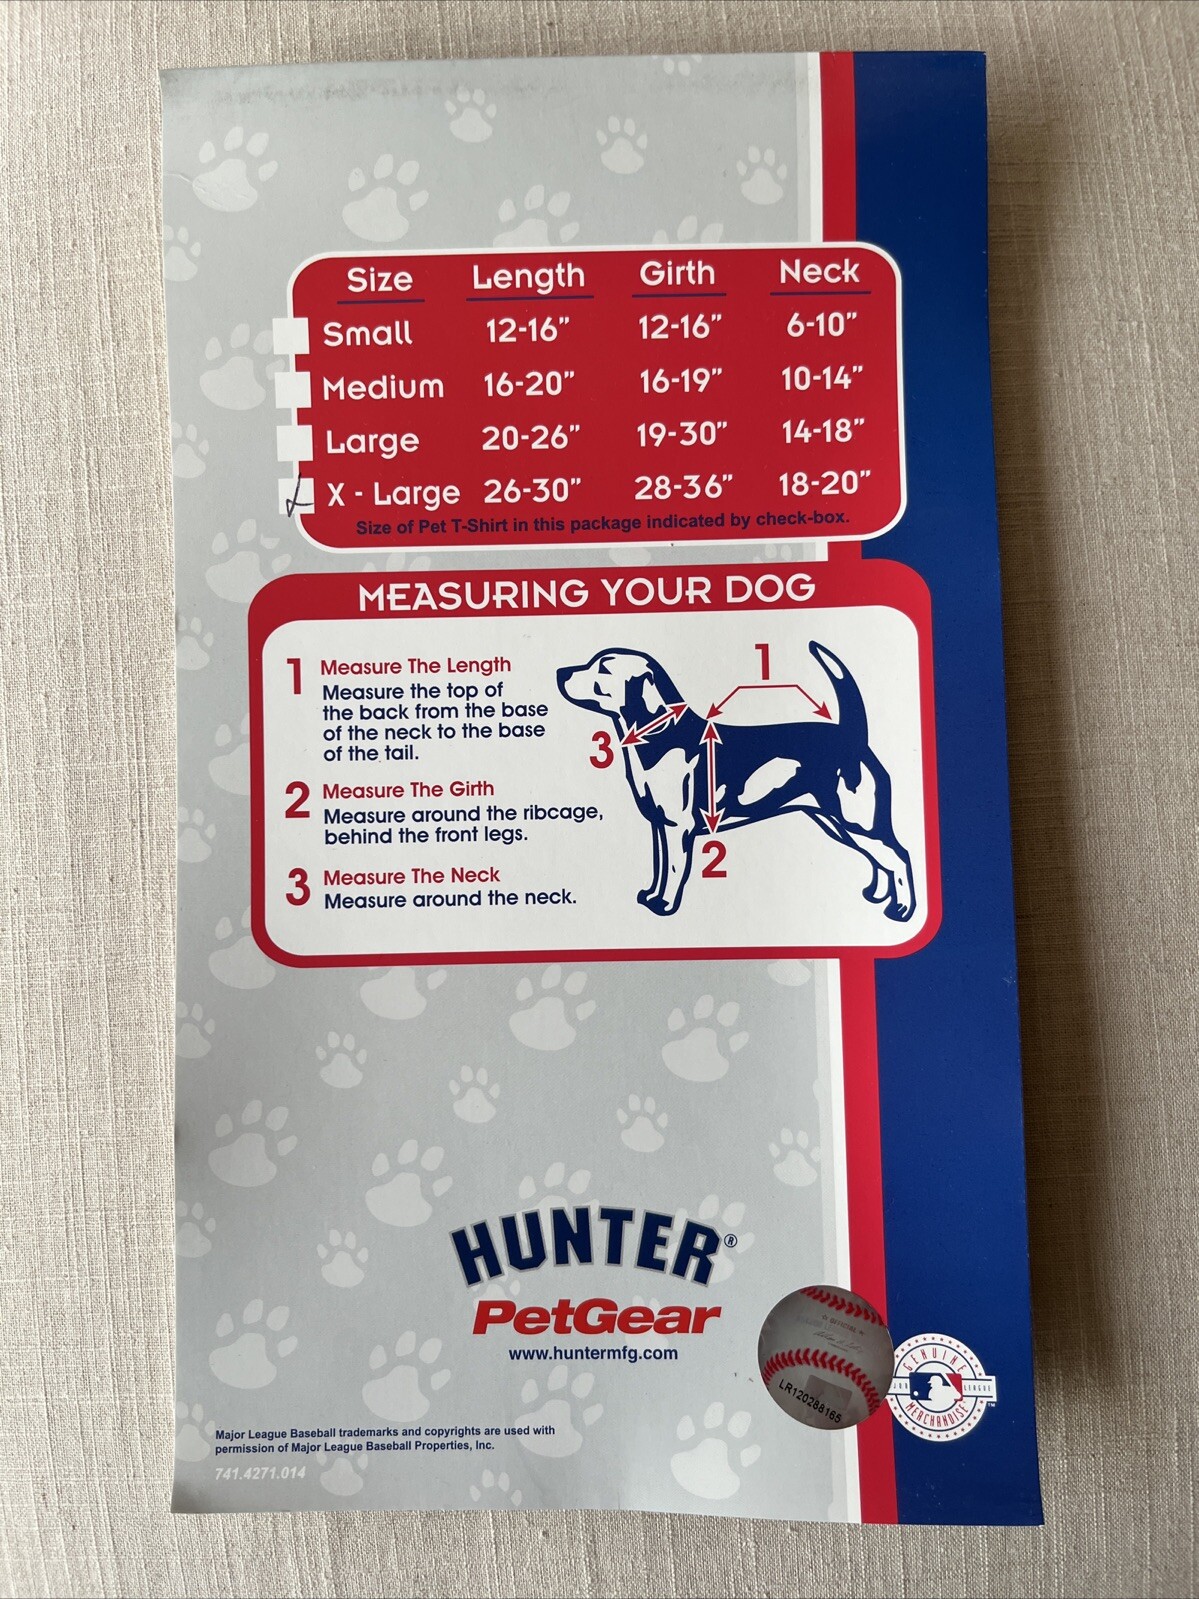 Size Length Girth Neck
Small 12-16” 12-16” 6-10”
Medium 16-20” 16-19” 10-14”
Large 20-26” 19-30” 14-18”
X - Large 26-30” 28-36” 18-20”
Size of Pet T-Shirt in this package indicated by check-box.
MEASURING YOUR DOG
1 Measure The Length
Measure the top of
the back from the base
of the neck to the base
of the tail.
2 Measure The Girth
Measure around the ribcage,
behind the front legs.
3 Measure The Neck
Measure around the neck.
1
3
2
HUNTER®
PetGear
www.huntermfg.com
OFFICIAL
LR120288165
GENUINE
LEAGUE
MERCHANDISE™
Major League Baseball trademarks and copyrights are used with
permission of Major League Baseball Properties, Inc.
741.4271.014